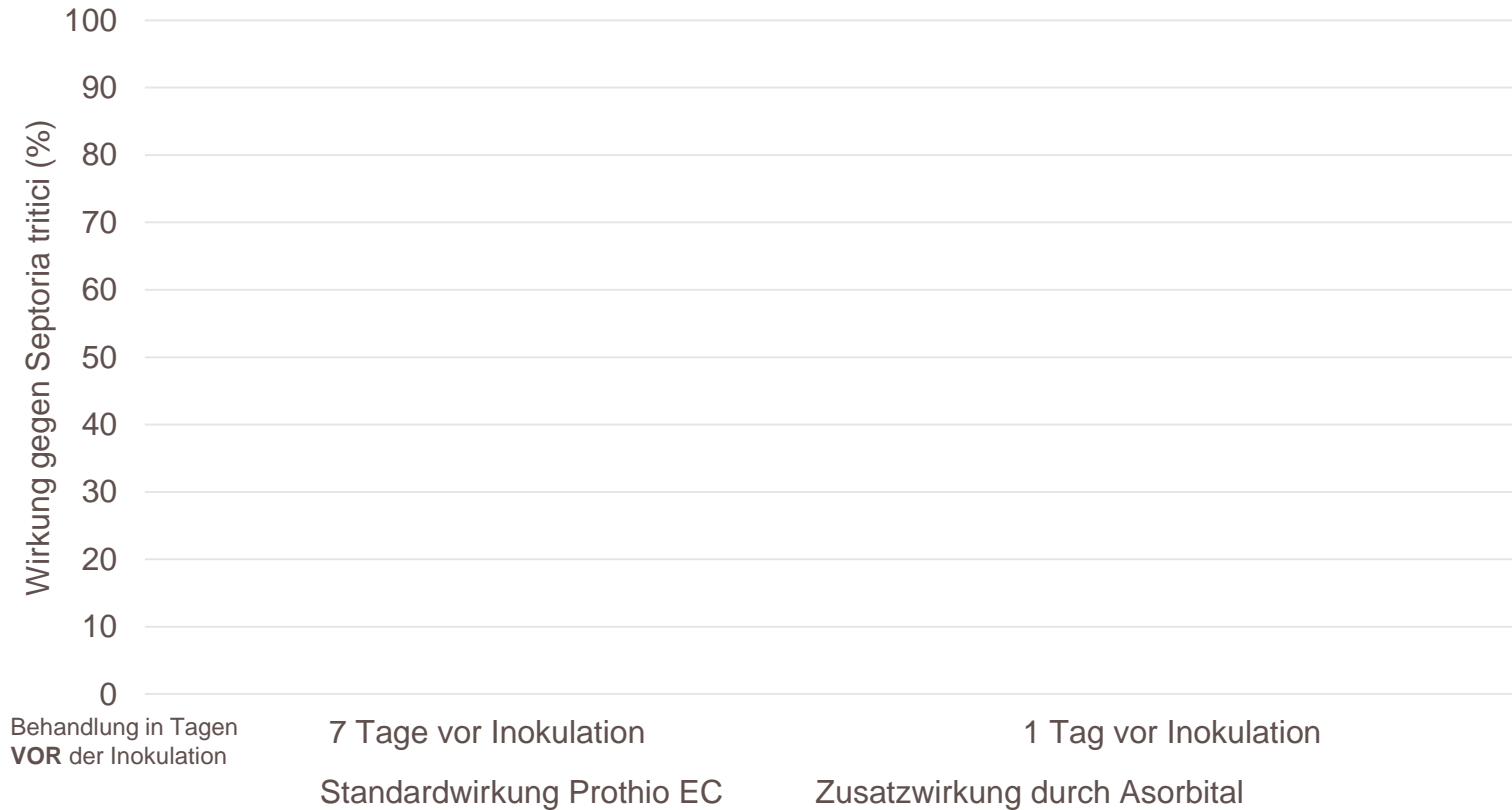 Wirkung gegen Septoria tritici (%)
100
90
80
70
60
50
40
30
20
10
0
Behandlung in Tagen
VOR der Inokulation
7 Tage vor Inokulation
1 Tag vor Inokulation
Standardwirkung Prothio EC
Zusatzwirkung durch Asorbital